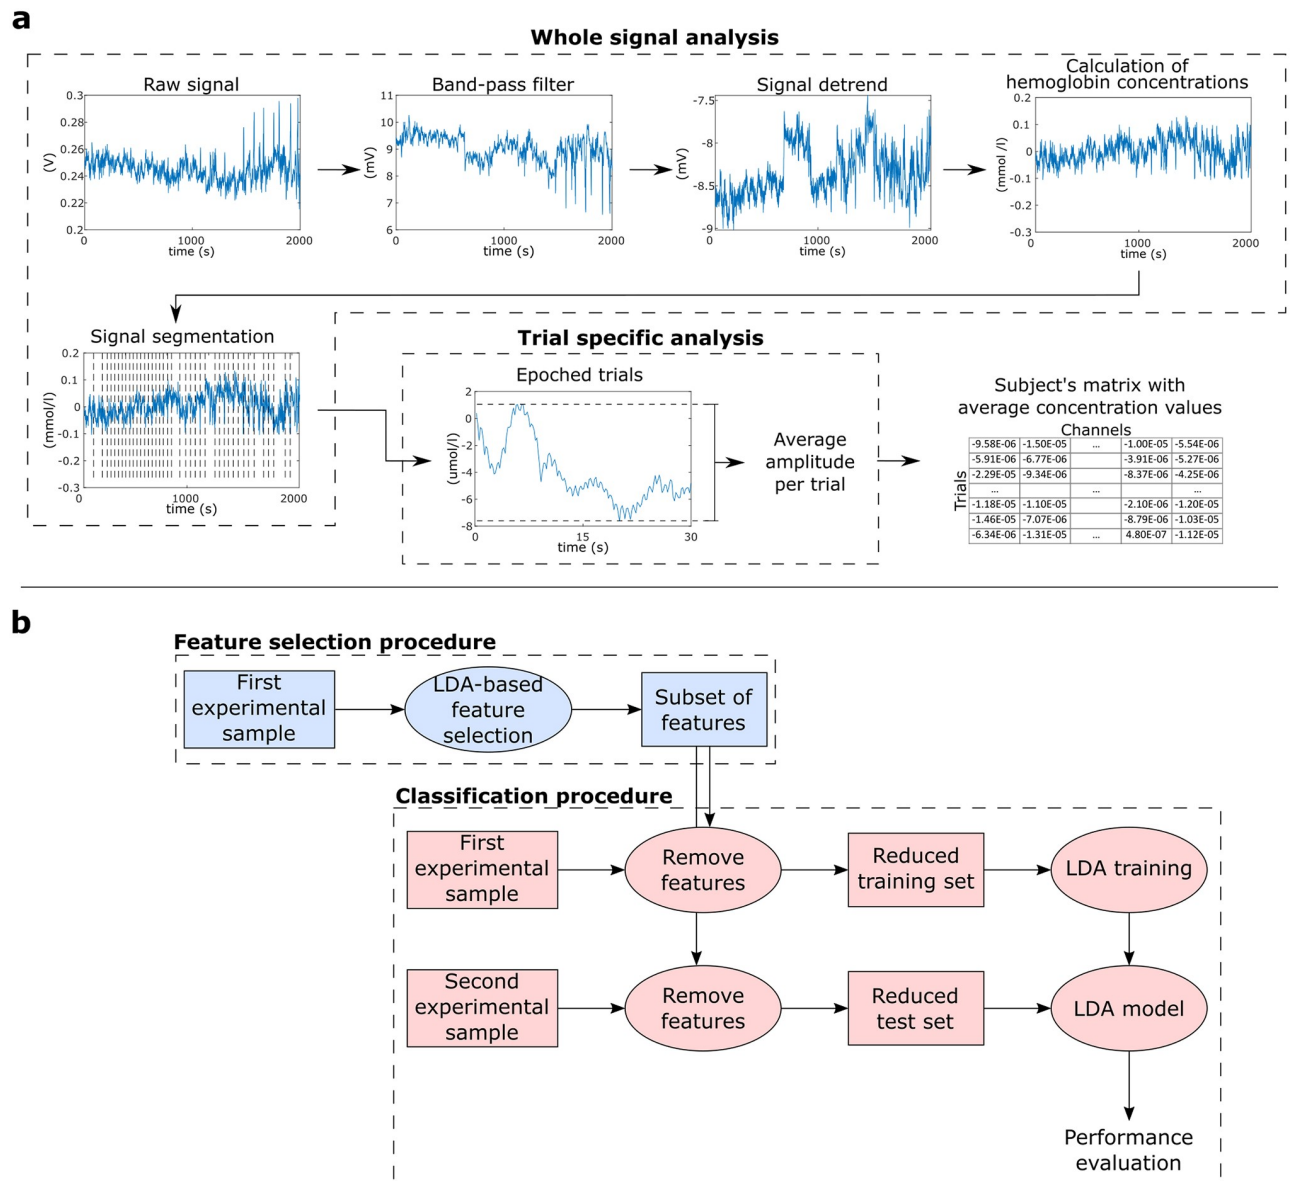 a
Whole signal analysis
Raw signal
0.3
0.28
0.26
0.24
0.22
0.2
(V)
0
1000
2000
time (s)
Band-pass filter
11
10
9
8
7
6
(mV)
0
1000
2000
time (s)
Signal detrend
-7.5
-8
-8.5
-9
(mV)
0
1000
2000
time (s)
Calculation of
hemoglobin concentrations
0.2
0.1
0
-0.1
-0.2
-0.3
(mmol /l)
0
1000
2000
time (s)
Signal segmentation
0.2
0.1
0
-0.1
-0.2
-0.3
(mmol/l)
0
1000
2000
time (s)
Trial specific analysis
Epoched trials
2
0
-2
-4
-6
-8
(umol/l)
0
15
30
time (s)
Average
amplitude
per trial
Subject's matrix with
average concentration values
Channels
Trials
-9.58E-06 -1.50E-05 ... -1.00E-05 -5.54E-06
-5.91E-06 -6.77E-06 -3.91E-06 -5.27E-06
-2.29E-05 -9.34E-06 -8.37E-06 -4.25E-06
... ... ...
-1.18E-05 -1.10E-05 -2.10E-06 -1.20E-05
-1.46E-05 -7.07E-06 -8.79E-06 -1.03E-05
-6.34E-06 -1.31E-05 ... 4.80E-07 -1.12E-05
b
Feature selection procedure
First
experimental
sample
LDA-based
feature
selection
Subset of
features
Classification procedure
First
experimental
sample
Remove
features
Reduced
training set
LDA training
Second
experimental
sample
Remove
features
Reduced
test set
LDA model
Performance
evaluation